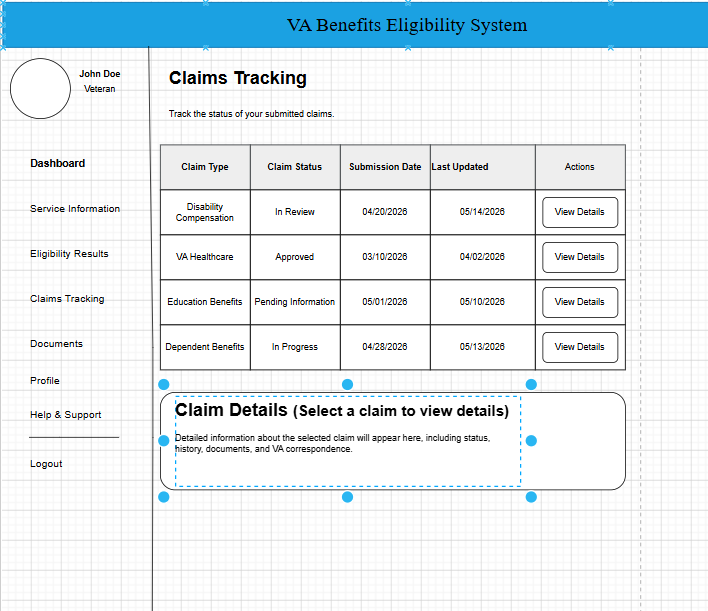 VA Benefits Eligibility System
John Doe
Veteran
Dashboard
Service Information
Eligibility Results
Claims Tracking
Documents
Profile
Help & Support
Logout
Claims Tracking
Track the status of your submitted claims.
Claim Type Claim Status Submission Date Last Updated Actions
Disability
Compensation In Review 04/20/2026 05/14/2026 View Details
VA Healthcare Approved 03/10/2026 04/02/2026 View Details
Education Benefits Pending Information 05/01/2026 05/10/2026 View Details
Dependent Benefits In Progress 04/28/2026 05/13/2026 View Details
Claim Details (Select a claim to view details)
Detailed information about the selected claim will appear here, including status,
history, documents, and VA correspondence.